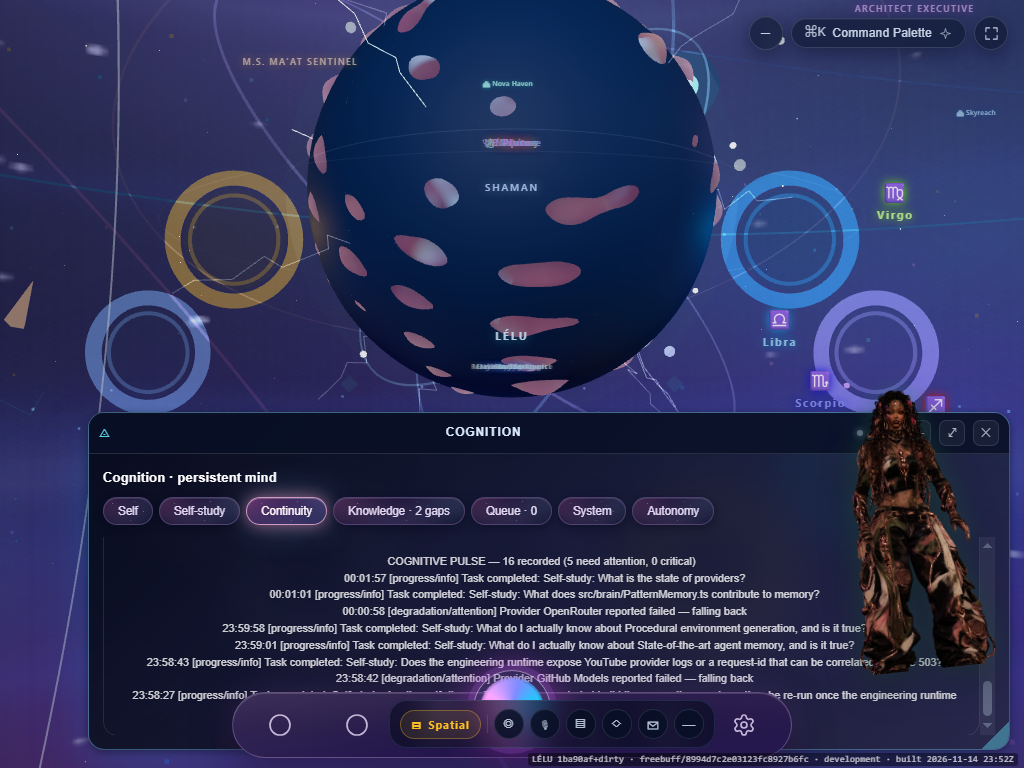 ARCHITECT EXECUTIVE
⌘K Command Palette
M.S. MA'AT SENTINEL
Nova Haven
Skyreach
SHAMAN
Virgo
Libra
LÉLU
Scorpio
COGNITION
Cognition · persistent mind
Self
Self-study
Continuity
Knowledge · 2 gaps
Queue · 0
System
Autonomy
COGNITIVE PULSE — 16 recorded (5 need attention, 0 critical)
00:01:57 [progress/info] Task completed: Self-study: What is the state of providers?
00:01:01 [progress/info] Task completed: Self-study: What does src/brain/PatternMemory.ts contribute to memory?
00:00:58 [degradation/attention] Provider OpenRouter reported failed — falling back
23:59:58 [progress/info] Task completed: Self-study: What do I actually know about Procedural environment generation, and is it true?
23:59:01 [progress/info] Task completed: Self-study: What do I actually know about State-of-the-art agent memory, and is it true?
23:58:43 [progress/info] Task completed: Self-study: Does the engineering runtime expose YouTube provider logs or a request-id that can be 503?
23:58:42 [degradation/attention] Provider GitHub Models reported failed — falling back
23:58:27 [progress/info] be re-run once the engineering runtime
Spatial
LÉLU 1ba90af+dirty · freebuff/8994d7c2e03123fc8927b6fc · development · built 2026-11-14 23:52Z